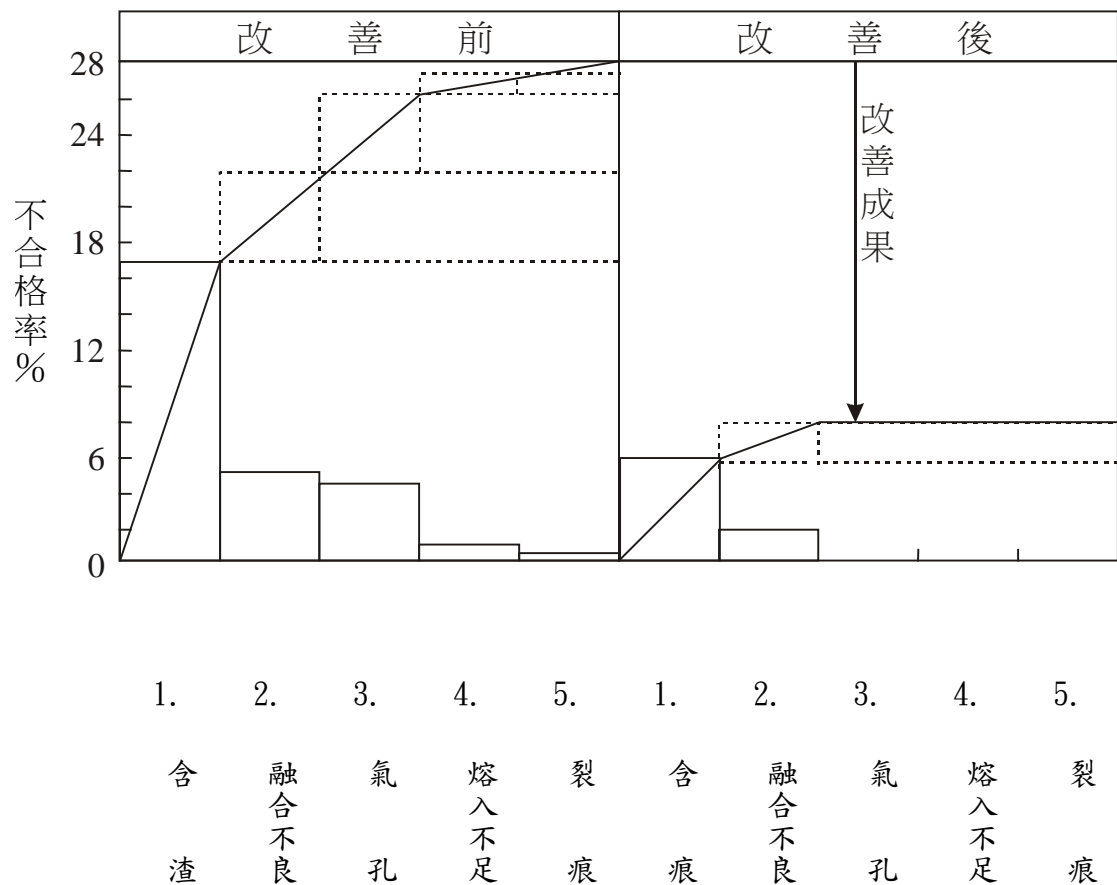 改善前
改善後
不合格率%
28
24
18
12
6
0
改善成果
1.
2.
3.
4.
5.
1.
2.
3.
4.
5.
含渣
融合不良
氣孔
熔入不足
裂痕
含痕
融合不良
氣孔
熔入不足
裂痕